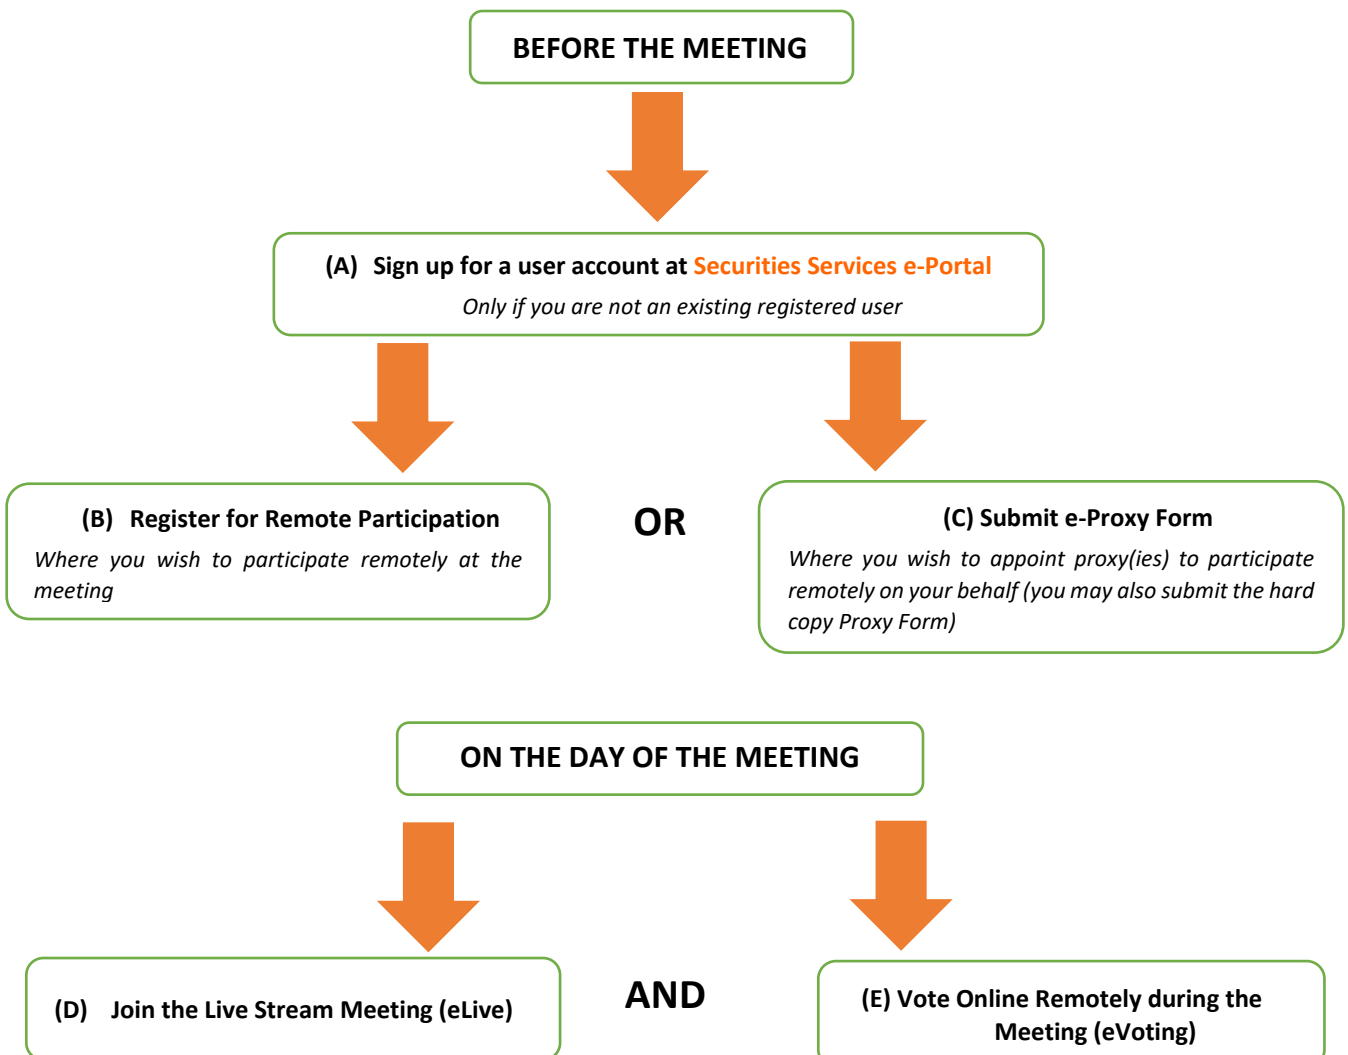 BEFORE THE MEETING
(A) Sign up for a user account at Securities Services e-Portal
Only if you are not an existing registered user
(B) Register for Remote Participation
Where you wish to participate remotely at the
meeting
OR
(C) Submit e-Proxy Form
Where you wish to appoint proxy(ies) to participate
remotely on your behalf (you may also submit the hard
copy Proxy Form)
ON THE DAY OF THE MEETING
(D) Join the Live Stream Meeting (eLive)
AND
(E) Vote Online Remotely during the
Meeting (eVoting)